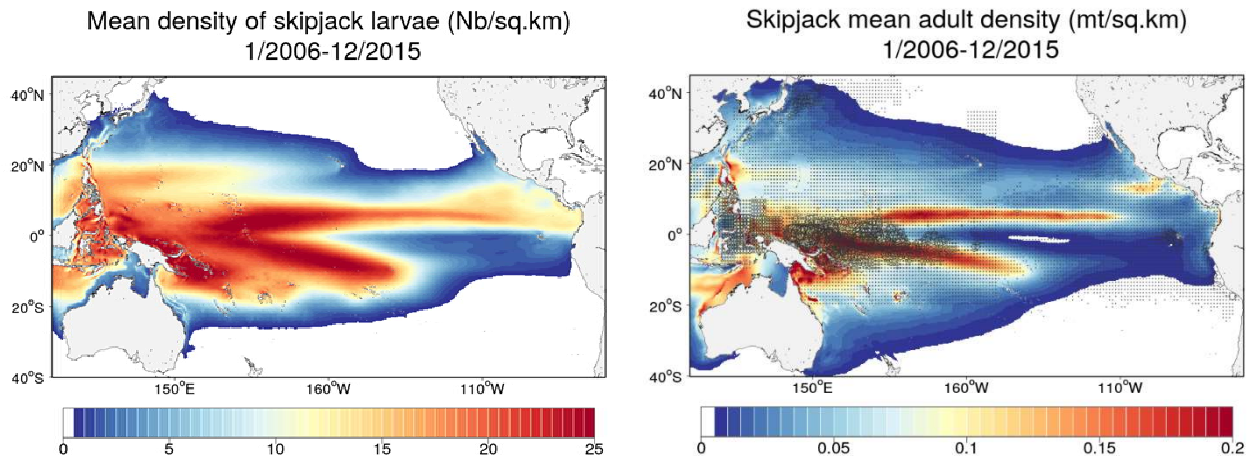 Mean density of skipjack larvae (Nb/sq.km)
1/2006-12/2015
40°N
20°N
0°
20°S
40°S
150°E
160°W
110°W
0
5
10
15
20
25
Skipjack mean adult density (mt/sq.km)
1/2006-12/2015
40°N
20°N
0°
20°S
40°S
150°E
160°W
110°W
0
0.05
0.1
0.15
0.2